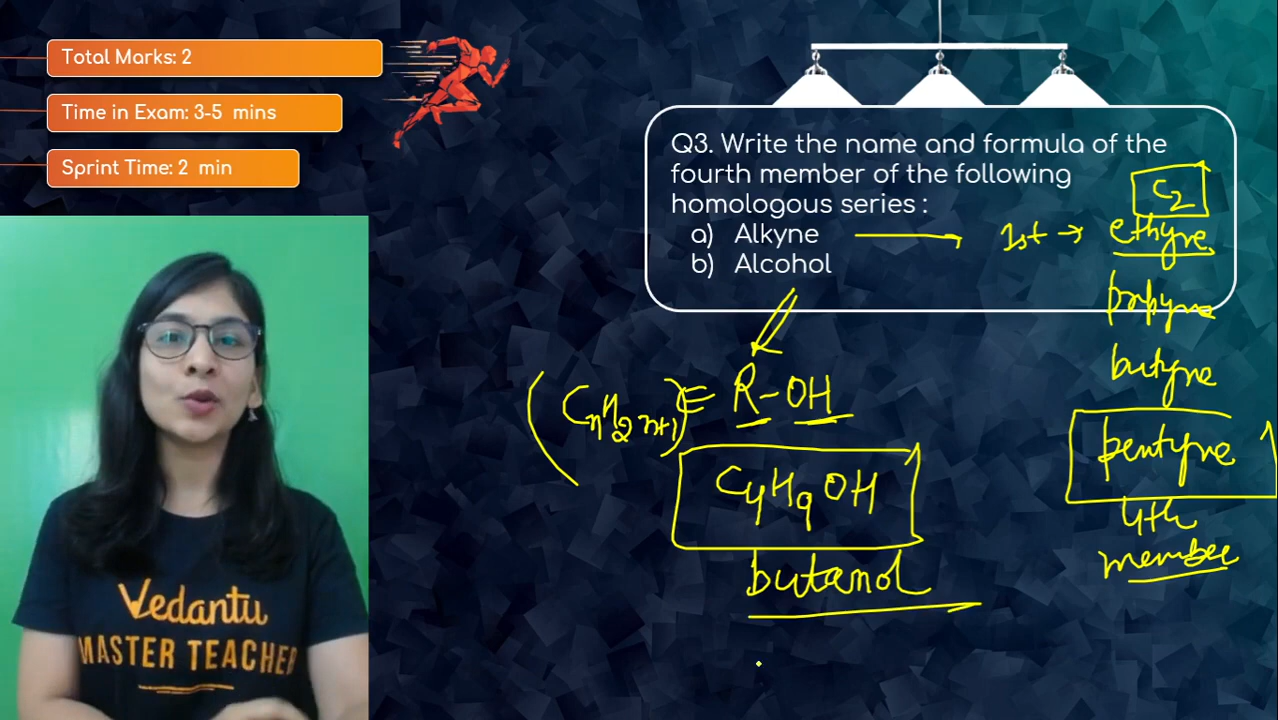 Total Marks: 2
Time in Exam: 3-5 mins
Sprint Time: 2 min
Q3. Write the name and formula of the
fourth member of the following
homologous series :
a) Alkyne
b) Alcohol
C2
1st → ethyne
propyne
butyne
pentyne
4th
member
(CnH2n+1) = R-OH
C4H9OH
butanol
Vedantu
MASTER TEACHER